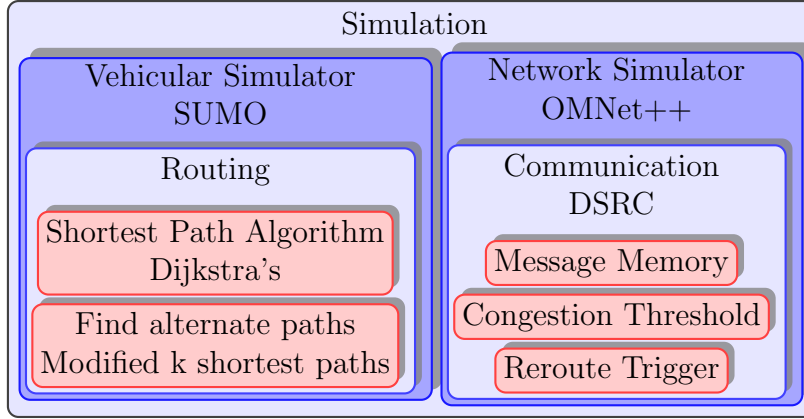 Simulation
Vehicular Simulator
SUMO
Routing
Shortest Path Algorithm
Dijkstra's
Find alternate paths
Modified k shortest paths
Network Simulator
OMNet++
Communication
DSRC
Message Memory
Congestion Threshold
Reroute Trigger